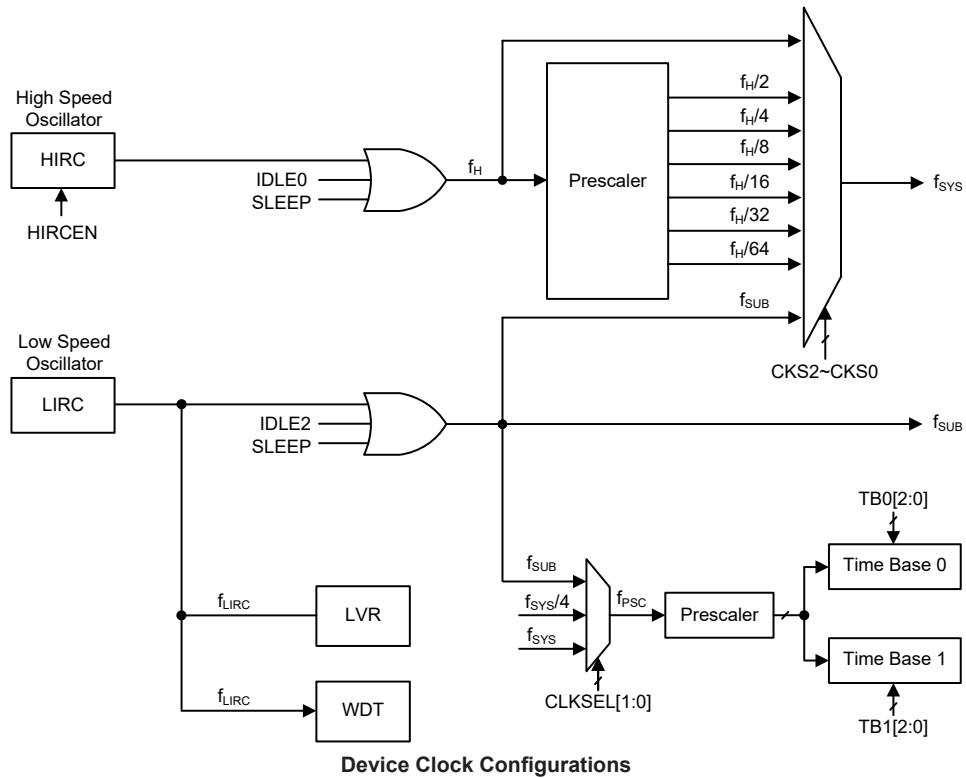 High Speed
Oscillator
HIRC
HIRCEN
IDLE0
SLEEP
fH
Prescaler
fH/2
fH/4
fH/8
fH/16
fH/32
fH/64
fSUB
CKS2~CKS0
fSYS
Low Speed
Oscillator
LIRC
IDLE2
SLEEP
fSUB
fLIRC
LVR
fLIRC
WDT
fSUB
fSYS/4
fSYS
CLKSEL[1:0]
fPSC
Prescaler
TB0[2:0]
Time Base 0
Time Base 1
TB1[2:0]
Device Clock Configurations